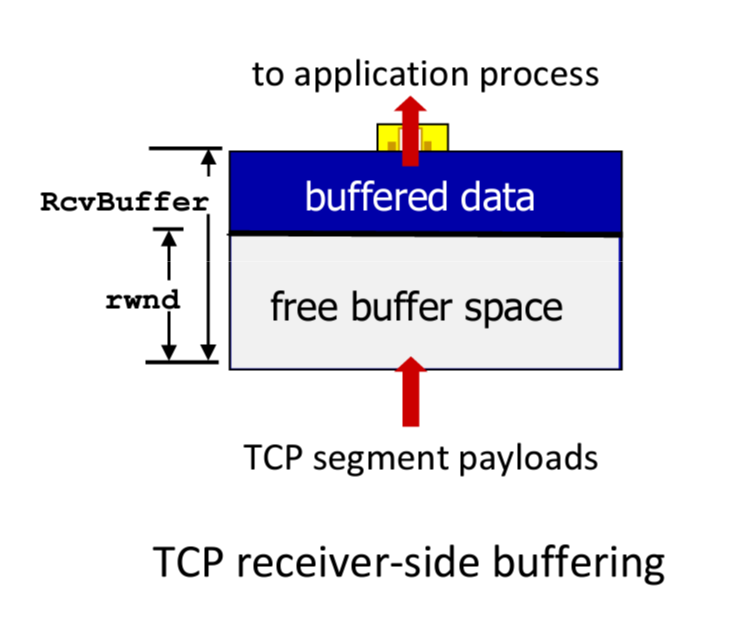 to application process
RcvBuffer
buffered data
rwnd
free buffer space
TCP segment payloads
TCP receiver-side buffering